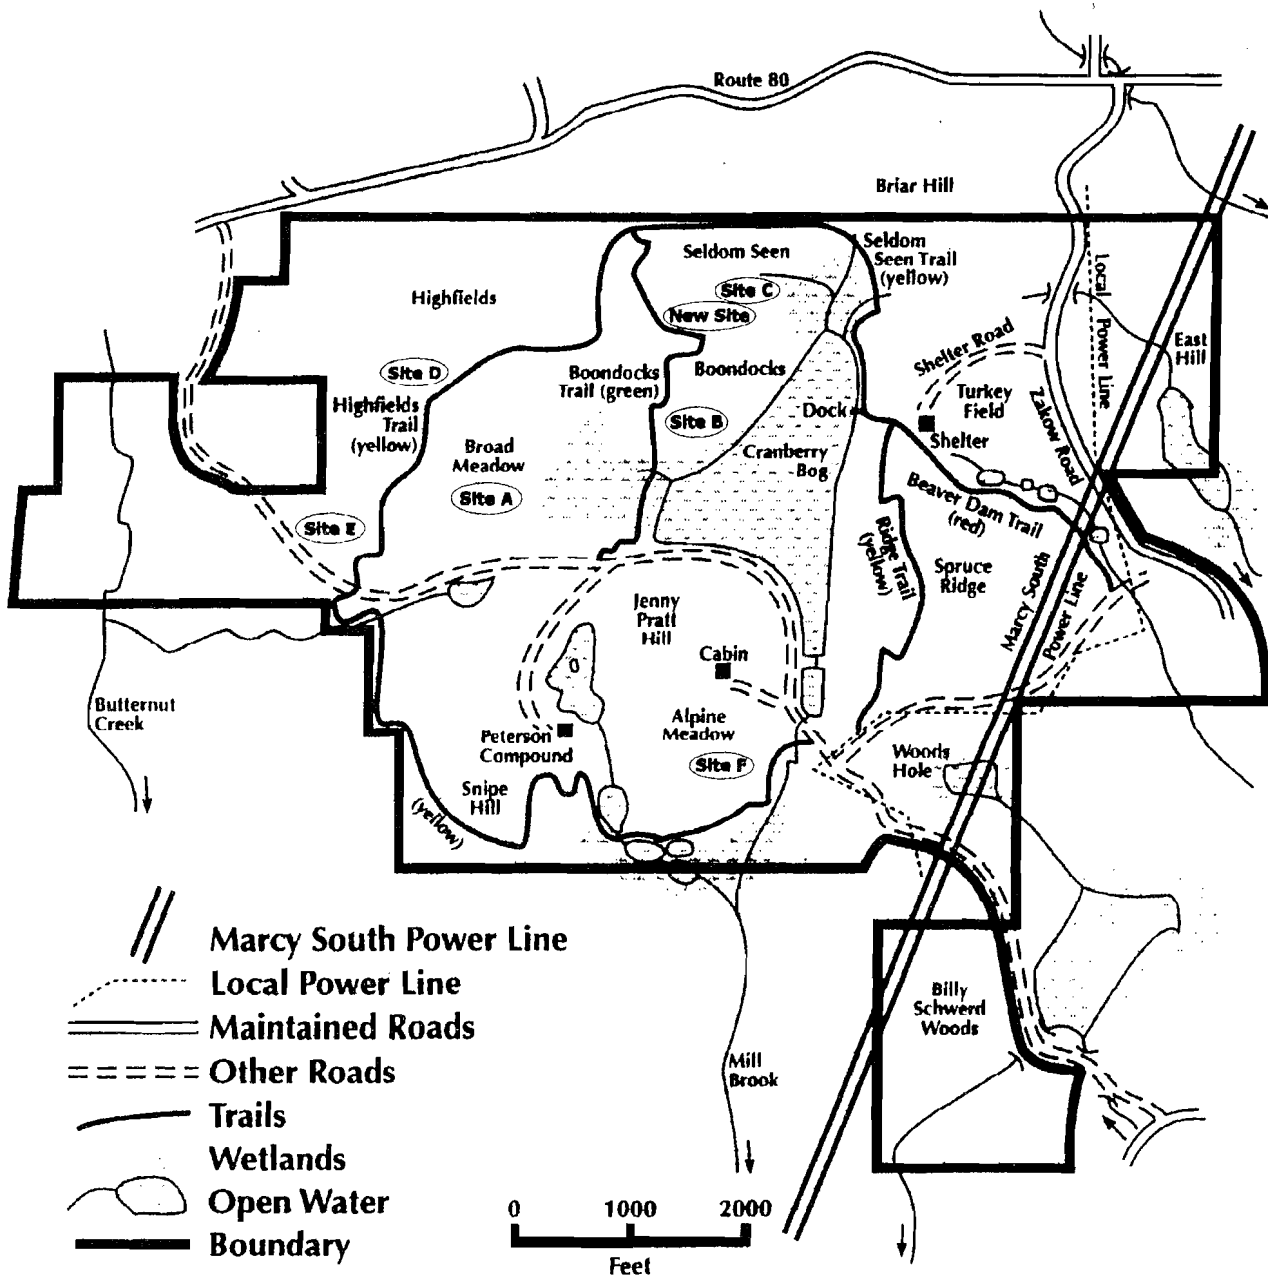 Route 80
Briar Hill
Seldom Seen
Seldom
Seen Trail
(yellow)
Highfields
Site C
New Site
Local Power Line
East
Hill
Shelter Road
Site D
Boondocks
Trail (green)
Boondocks
Turkey
Field
Zakow Road
Highfields
Trail
(yellow)
Dock
Site B
Shelter
Broad
Meadow
Cranberry
Bog
Site A
Beaver Dam Trail
(red)
Site E
Ridge Trail
(yellow)
Spruce
Ridge
Marcy South
Power Line
Jenny
Pratt
Hill
Cabin
Butternut
Creek
Peterson
Compound
Alpine
Meadow
Site F
Woods
Hole
Snipe
Hill
(yellow)
Marcy South Power Line
Local Power Line
Maintained Roads
Other Roads
Trails
Wetlands
Open Water
Boundary
Billy
Schwerd
Woods
Mill
Brook
0 1000 2000
Feet